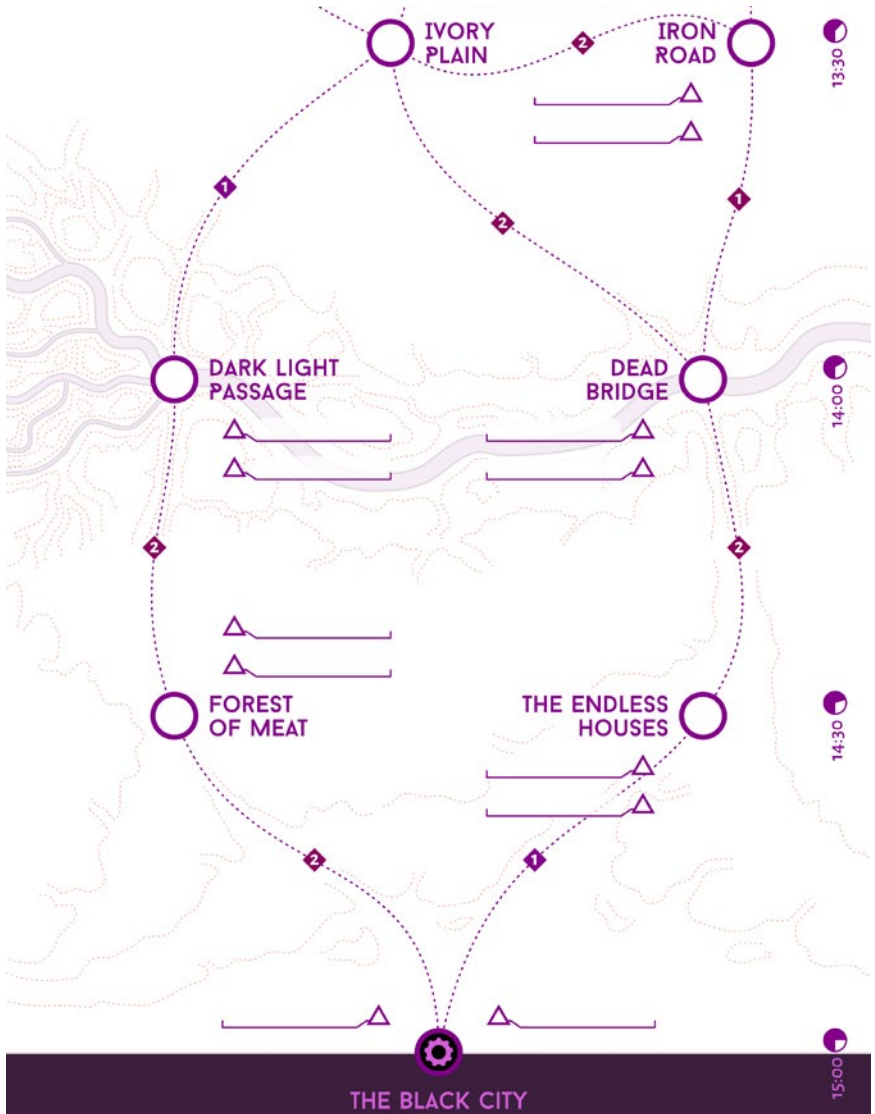 IVORY
PLAIN
2
IRON
ROAD
13:30
1
2
1
DARK LIGHT
PASSAGE
DEAD
BRIDGE
14:00
2
2
FOREST
OF MEAT
THE ENDLESS
HOUSES
14:30
2
1
15:00
THE BLACK CITY